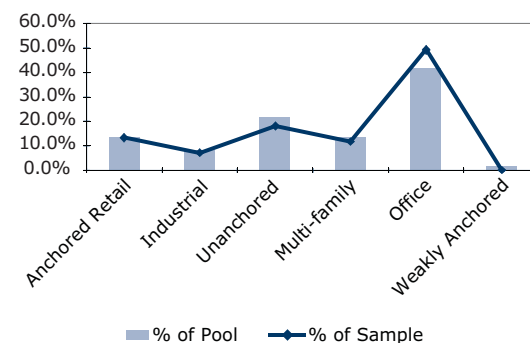 60.0%
50.0%
40.0%
30.0%
20.0%
10.0%
0.0%
Anchored Retail
Industrial
Unanchored
Multi-family
Office
Weakly Anchored
% of Pool
% of Sample